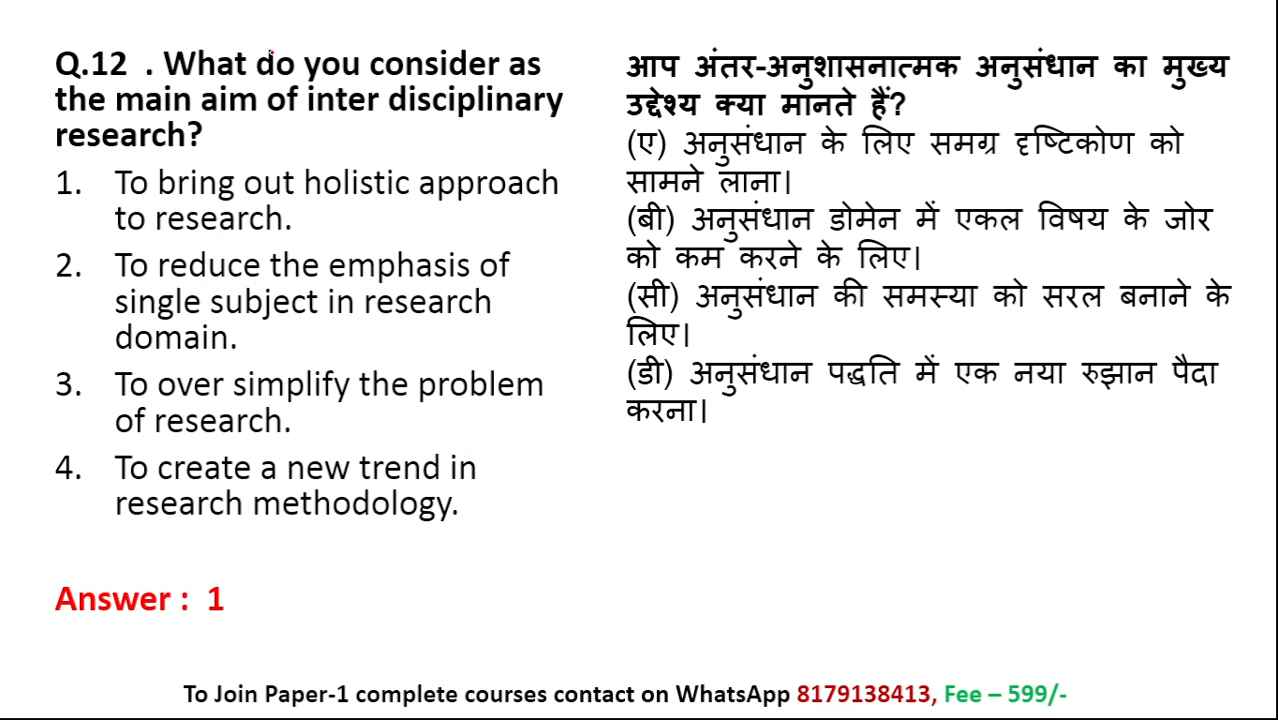 Q.12 . What do you consider as
the main aim of inter disciplinary
research?
1. To bring out holistic approach
to research.
2. To reduce the emphasis of
single subject in research
domain.
3. To over simplify the problem
of research.
4. To create a new trend in
research methodology.
Answer : 1
आप अंतर-अनुशासनात्मक अनुसंधान का मुख्य
उद्देश्य क्या मानते हैं?
(ए) अनुसंधान के लिए समग्र दृष्टिकोण को
सामने लाना।
(बी) अनुसंधान डोमेन में एकल विषय के जोर
को कम करने के लिए।
(सी) अनुसंधान की समस्या को सरल बनाने के
लिए।
(डी) अनुसंधान पद्धति में एक नया रुझान पैदा
करना।
To Join Paper-1 complete courses contact on WhatsApp 8179138413, Fee – 599/-